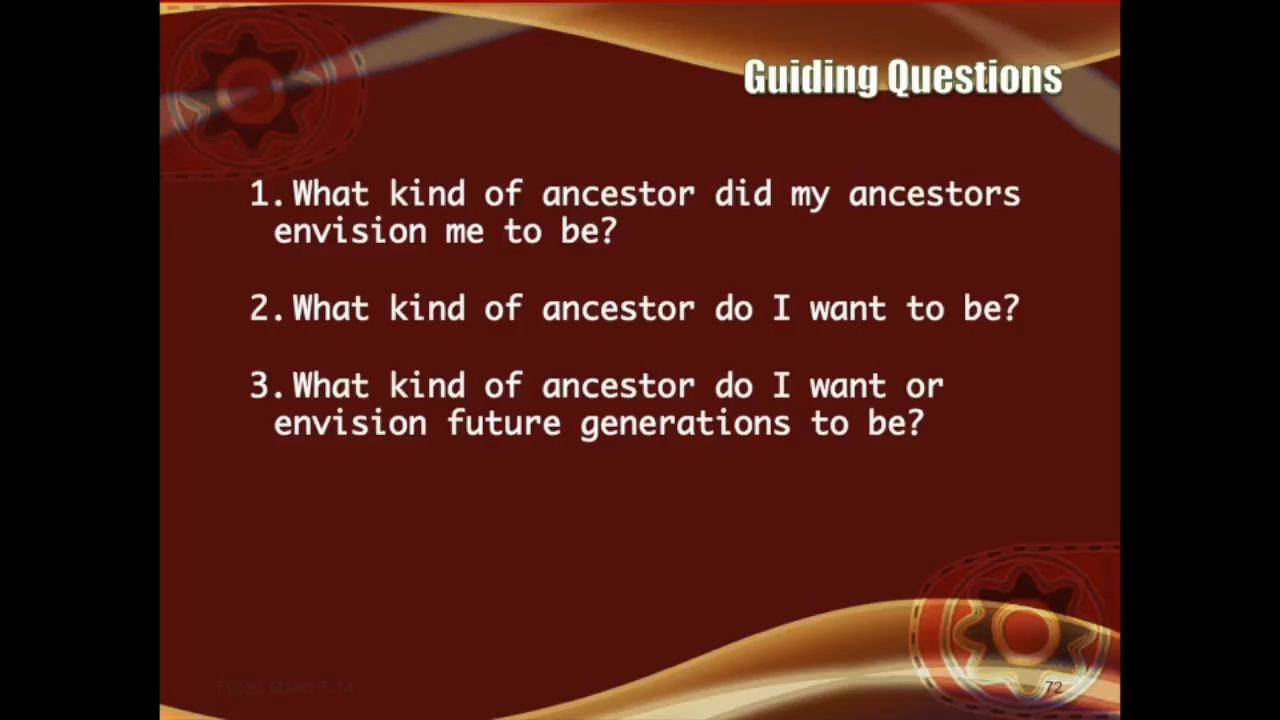 Guiding Questions
1. What kind of ancestor did my ancestors
envision me to be?
2. What kind of ancestor do I want to be?
3. What kind of ancestor do I want or
envision future generations to be?
72